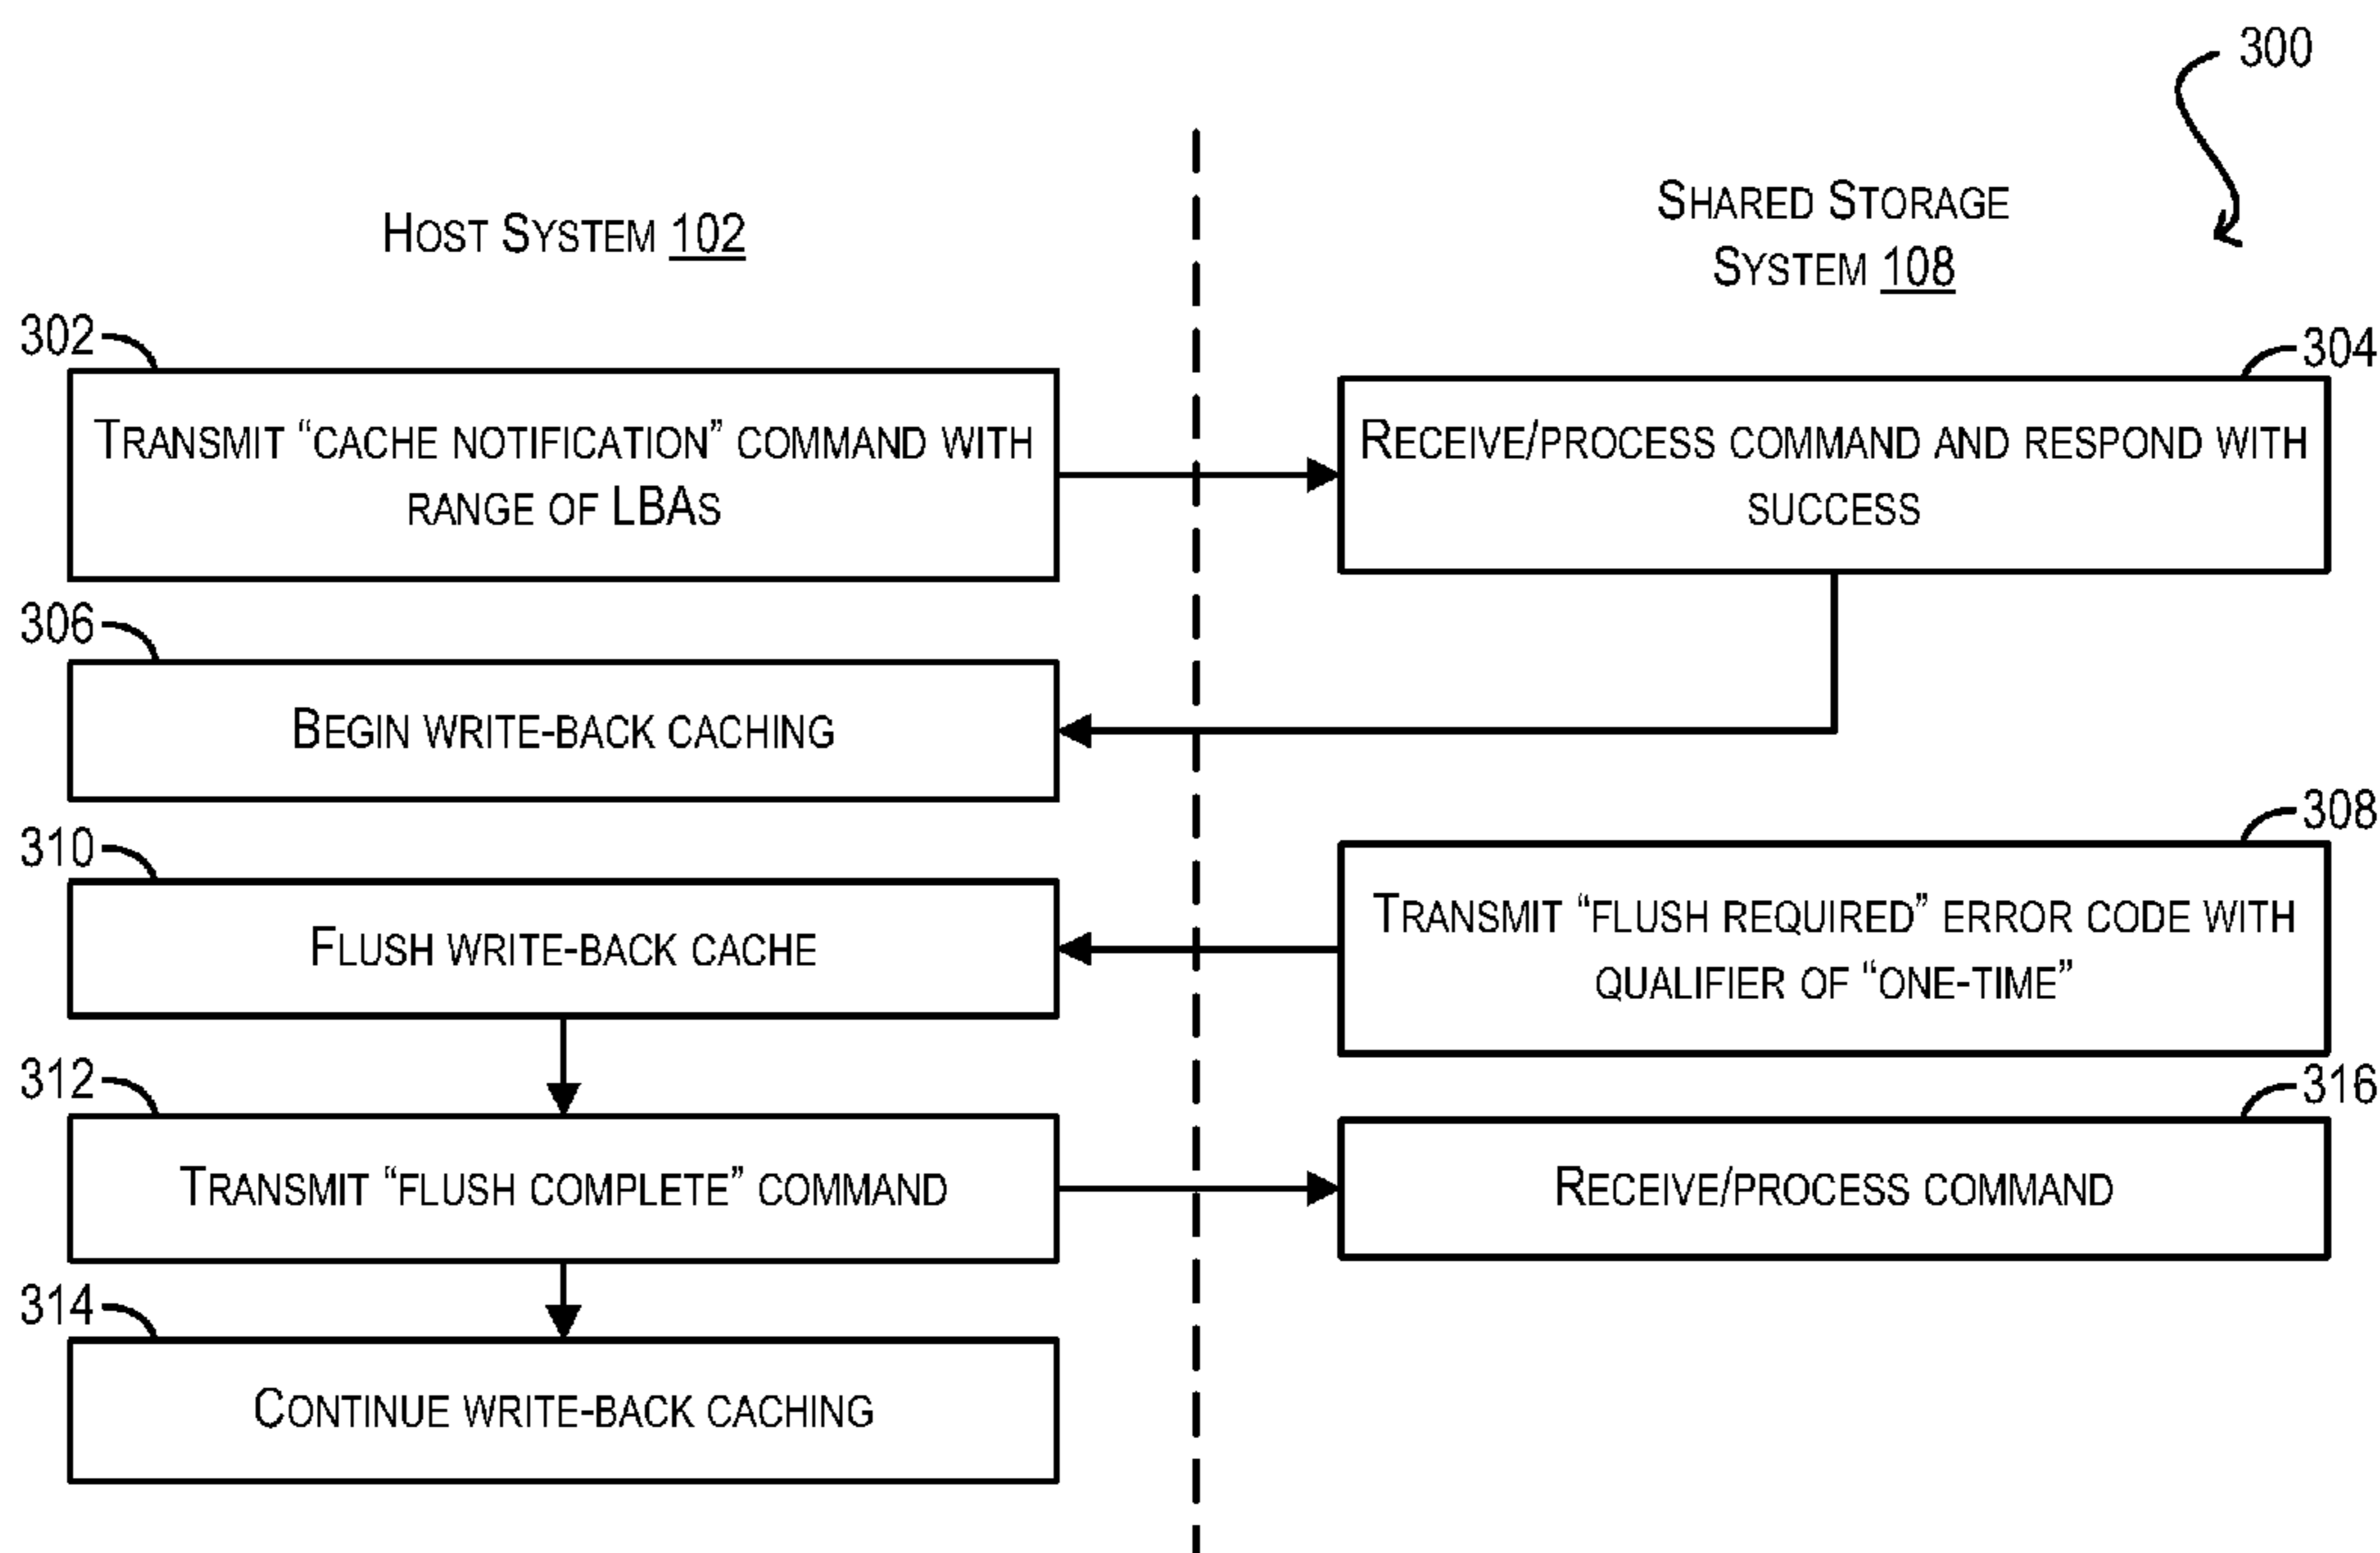 300
HOST SYSTEM 102
SHARED STORAGE
SYSTEM 108
302
TRANSMIT “CACHE NOTIFICATION” COMMAND WITH
RANGE OF LBAS
304
RECEIVE/PROCESS COMMAND AND RESPOND WITH
SUCCESS
306
BEGIN WRITE-BACK CACHING
308
TRANSMIT “FLUSH REQUIRED” ERROR CODE WITH
QUALIFIER OF “ONE-TIME”
310
FLUSH WRITE-BACK CACHE
312
TRANSMIT “FLUSH COMPLETE” COMMAND
316
RECEIVE/PROCESS COMMAND
314
CONTINUE WRITE-BACK CACHING